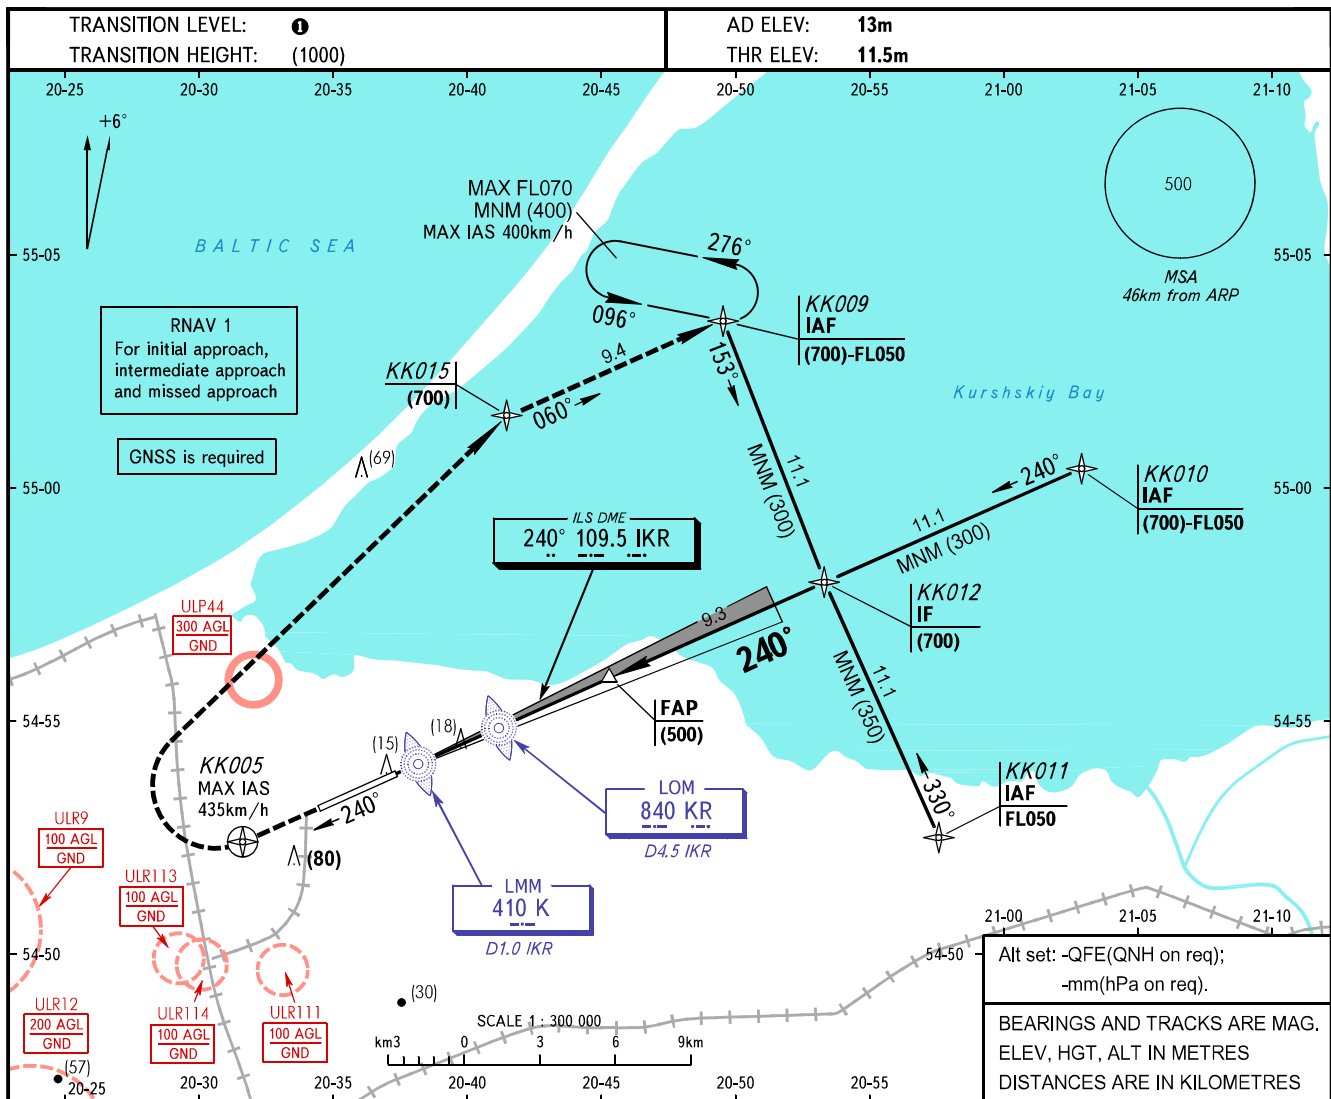 TRANSITION LEVEL: ❶
TRANSITION HEIGHT: (1000)
AD ELEV: 13m
THR ELEV: 11.5m
20-25 20-30 20-35 20-40 20-45 20-50 20-55 21-00 21-05 21-10
+6°
MAX FL070
MNM (400)
MAX IAS 400km/h
500
MSA
46km from ARP
BALTIC SEA
55-05
55-05
276°
096°
KK009
IAF
(700)-FL050
RNAV 1
For initial approach,
intermediate approach
and missed approach
KK015
(700)
9.4
060°
153°
Kurshskiy Bay
GNSS is required
(69)
11.1
MNM (300)
240°
KK010
IAF
(700)-FL050
55-00
55-00
11.1
MNM (300)
ILS DME
240° 109.5 IKR
KK012
IF
(700)
ULP44
300 AGL
GND
9.3
240°
11.1
MNM (350)
FAP
(500)
54-55
54-55
(18)
(15)
KK005
MAX IAS
435km/h
240°
LOM
840 KR
D4.5 IKR
330°
KK011
IAF
FL050
ULR9
100 AGL
GND
(80)
ULR113
100 AGL
GND
LMM
410 K
D1.0 IKR
21-00 21-05 21-10
54-50
54-50
Alt set: -QFE(QNH on req);
-mm(hPa on req).
ULR12
200 AGL
GND
ULR114
100 AGL
GND
ULR111
100 AGL
GND
(30)
SCALE 1 : 300 000
km3 0 3 6 9km
BEARINGS AND TRACKS ARE MAG.
ELEV, HGT, ALT IN METRES
DISTANCES ARE IN KILOMETRES
(57)
20-25 20-30 20-35 20-40 20-45 20-50 20-55